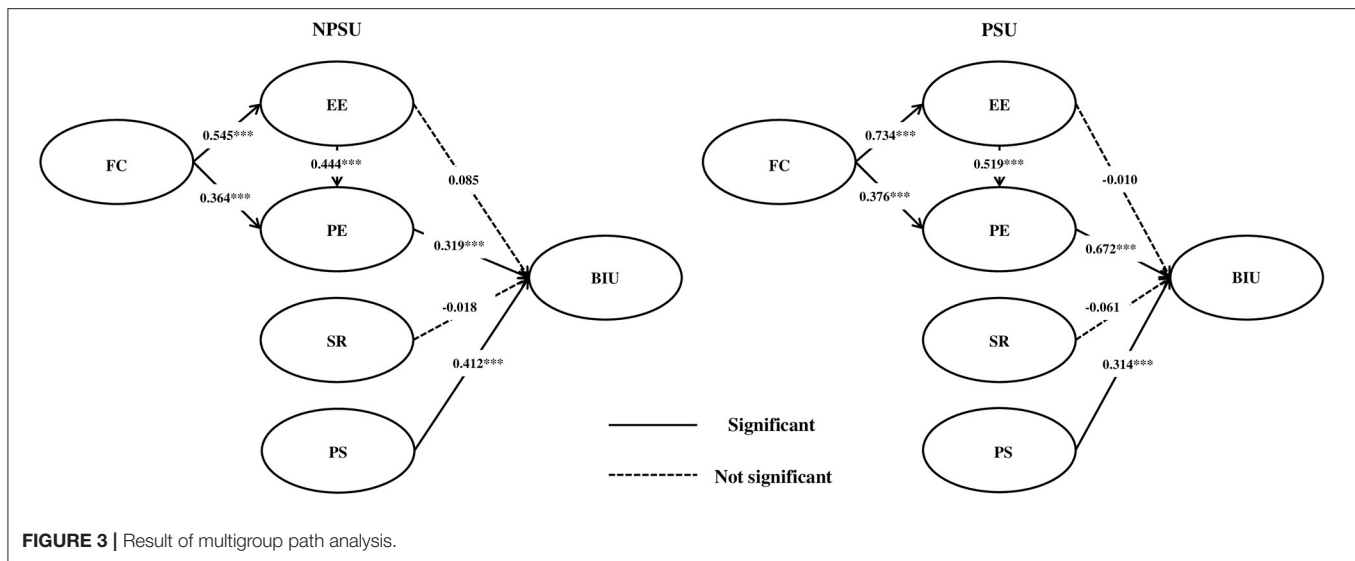 NPSU
EE
0.545***
FC
0.444***
0.085
0.364***
PE
0.319***
BIU
-0.018
SR
0.412***
PS
PSU
EE
0.734***
FC
0.519***
-0.010
0.376***
PE
0.672***
BIU
-0.061
SR
0.314***
PS
Significant
Not significant
FIGURE 3 | Result of multigroup path analysis.